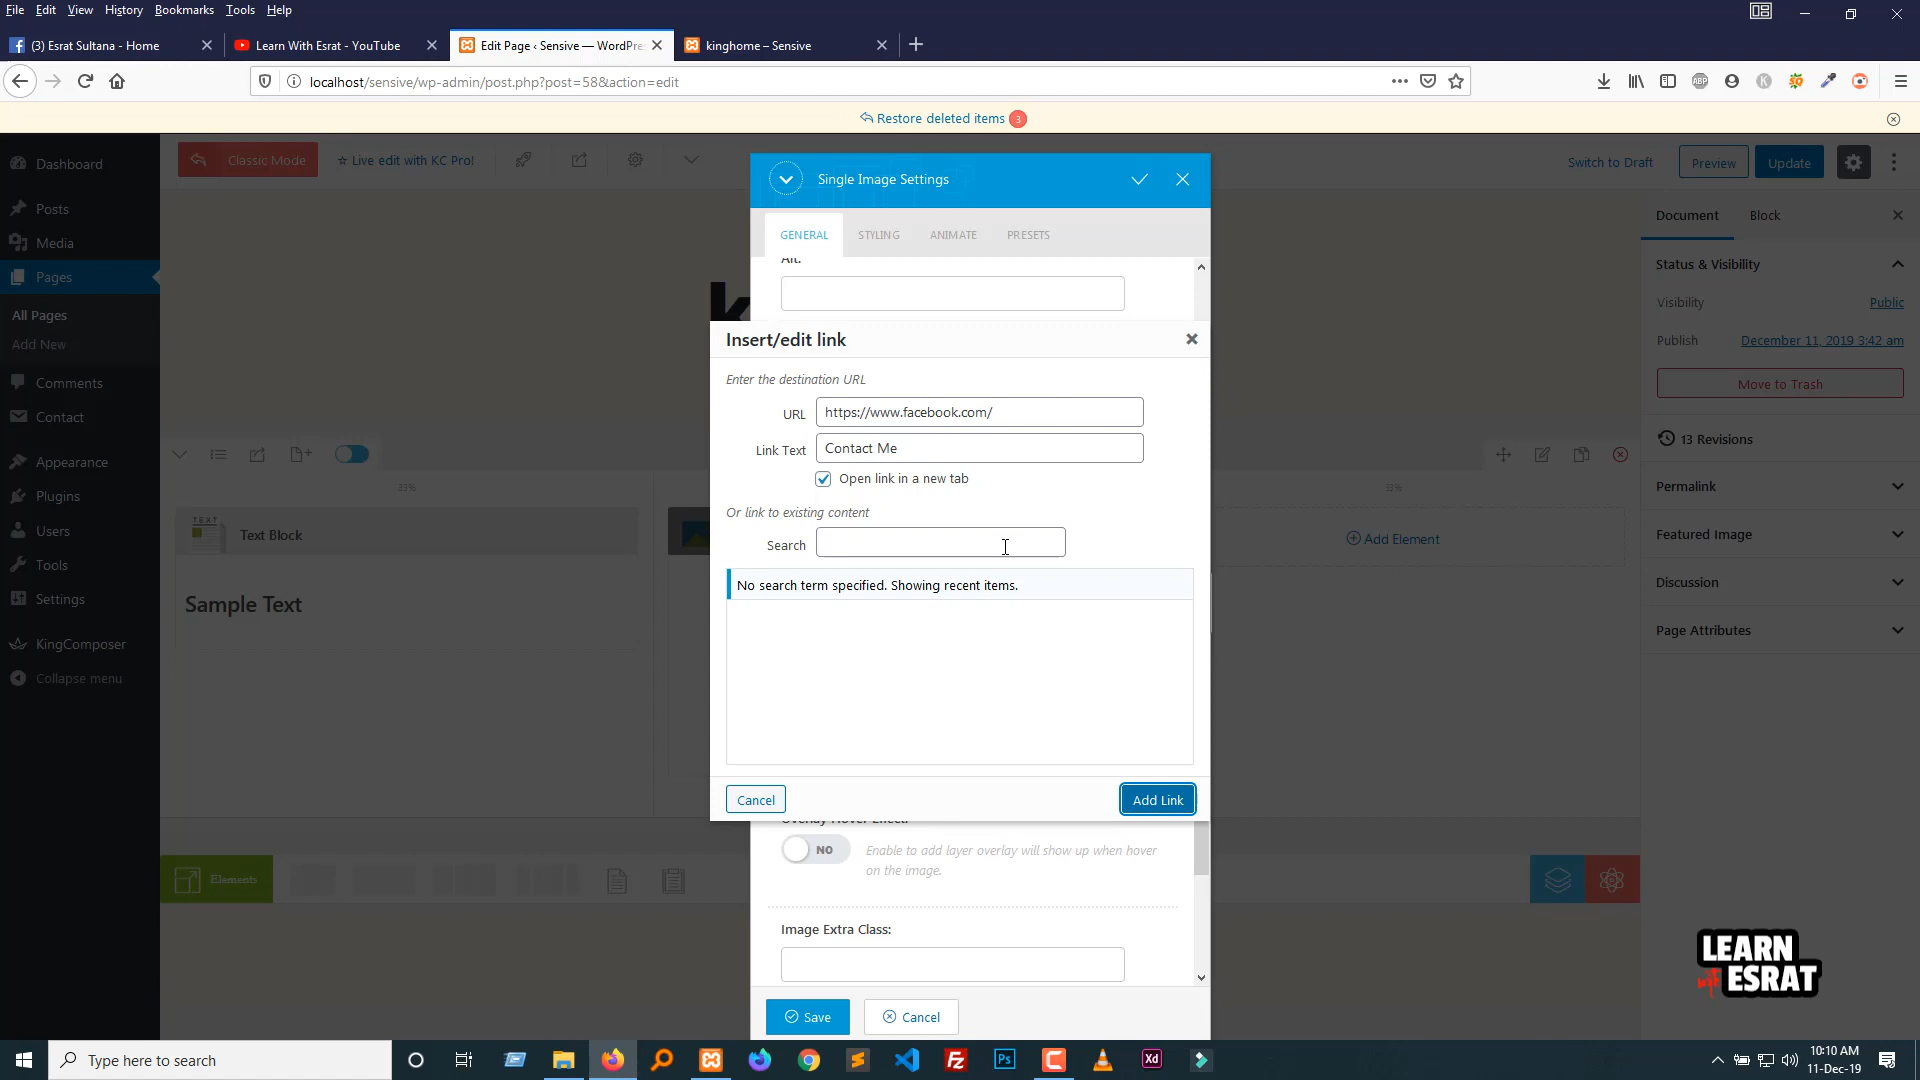 File Edit View History Bookmarks Tools Help
(3) Esrat Sultana - Home
Learn With Esrat - YouTube
Edit Page ‹ Sensive — WordPre
kinghome – Sensive
localhost/sensive/wp-admin/post.php?post=58&action=edit
Restore deleted items 3
Dashboard
Posts
Media
Pages
All Pages
Add New
Comments
Contact
Appearance
Plugins
Users
Tools
Settings
KingComposer
Collapse menu
Classic Mode
Live edit with KC Pro!
Switch to Draft
Preview
Update
Single Image Settings
GENERAL STYLING ANIMATE PRESETS
Alt:
Insert/edit link
Enter the destination URL
URL https://www.facebook.com/
Link Text Contact Me
Open link in a new tab
Or link to existing content
Search
No search term specified. Showing recent items.
Cancel
Add Link
Overlay Hover Effect:
NO
Enable to add layer overlay will show up when hover
on the image.
Image Extra Class:
Save
Cancel
33%
TEXT
Text Block
Sample Text
33%
Add Element
Elements
Document Block
Status & Visibility
Visibility Public
Publish December 11, 2019 3:42 am
Move to Trash
13 Revisions
Permalink
Featured Image
Discussion
Page Attributes
LEARN
with ESRAT
Type here to search
10:10 AM
11-Dec-19